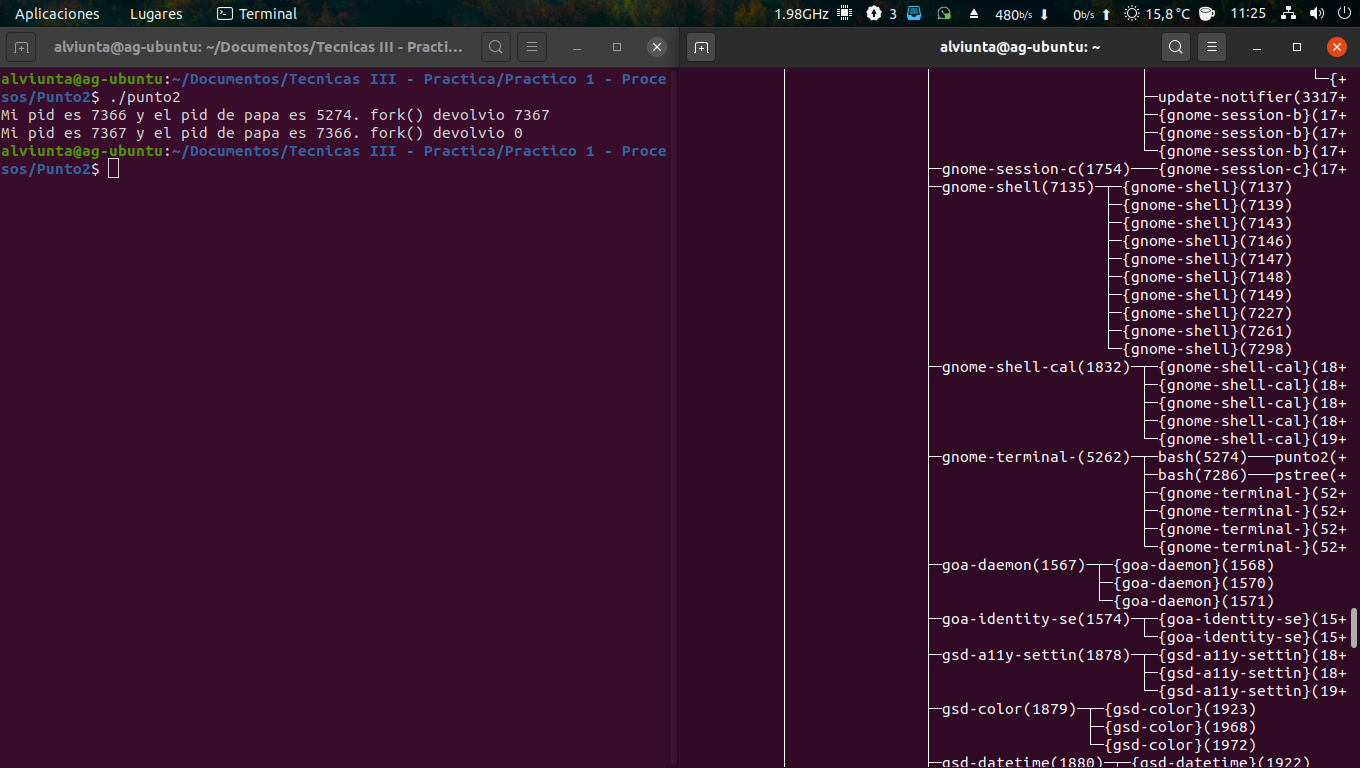 Aplicaciones Lugares Terminal 1.98GHz 3 480b/s 0b/s 15,8 °C 11:25
alviunta@ag-ubuntu: ~/Documentos/Tecnicas III - Practi...
alviunta@ag-ubuntu:~/Documentos/Tecnicas III - Practica/Practico 1 - Proce
sos/Punto2$ ./punto2
Mi pid es 7366 y el pid de papa es 5274. fork() devolvio 7367
Mi pid es 7367 y el pid de papa es 7366. fork() devolvio 0
alviunta@ag-ubuntu:~/Documentos/Tecnicas III - Practica/Practico 1 - Proce
sos/Punto2$
alviunta@ag-ubuntu: ~
{+
update-notifier(3317+
{gnome-session-b}(17+
{gnome-session-b}(17+
{gnome-session-b}(17+
gnome-session-c(1754)───{gnome-session-c}(17+
gnome-shell(7135)─┬─{gnome-shell}(7137)
├─{gnome-shell}(7139)
├─{gnome-shell}(7143)
├─{gnome-shell}(7146)
├─{gnome-shell}(7147)
├─{gnome-shell}(7148)
├─{gnome-shell}(7149)
├─{gnome-shell}(7227)
├─{gnome-shell}(7261)
└─{gnome-shell}(7298)
gnome-shell-cal(1832)─┬─{gnome-shell-cal}(18+
├─{gnome-shell-cal}(18+
├─{gnome-shell-cal}(18+
├─{gnome-shell-cal}(18+
└─{gnome-shell-cal}(19+
gnome-terminal-(5262)─┬─bash(5274)───punto2(+
├─bash(7286)───pstree(+
├─{gnome-terminal-}(52+
├─{gnome-terminal-}(52+
├─{gnome-terminal-}(52+
└─{gnome-terminal-}(52+
goa-daemon(1567)─┬─{goa-daemon}(1568)
├─{goa-daemon}(1570)
└─{goa-daemon}(1571)
goa-identity-se(1574)─┬─{goa-identity-se}(15+
└─{goa-identity-se}(15+
gsd-a11y-settin(1878)─┬─{gsd-a11y-settin}(18+
├─{gsd-a11y-settin}(18+
└─{gsd-a11y-settin}(19+
gsd-color(1879)─┬─{gsd-color}(1923)
├─{gsd-color}(1968)
└─{gsd-color}(1972)
gsd-datetime(1880)─┬─{gsd-datetime}(1922)